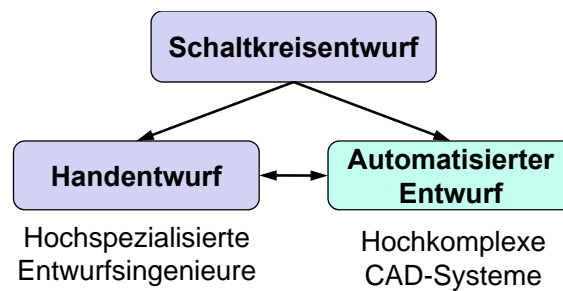 Schaltkreisentwurf
Handentwurf
Automatisierter
Entwurf
Hochspezialisierte
Entwurfsingenieure
Hochkomplexe
CAD-Systeme